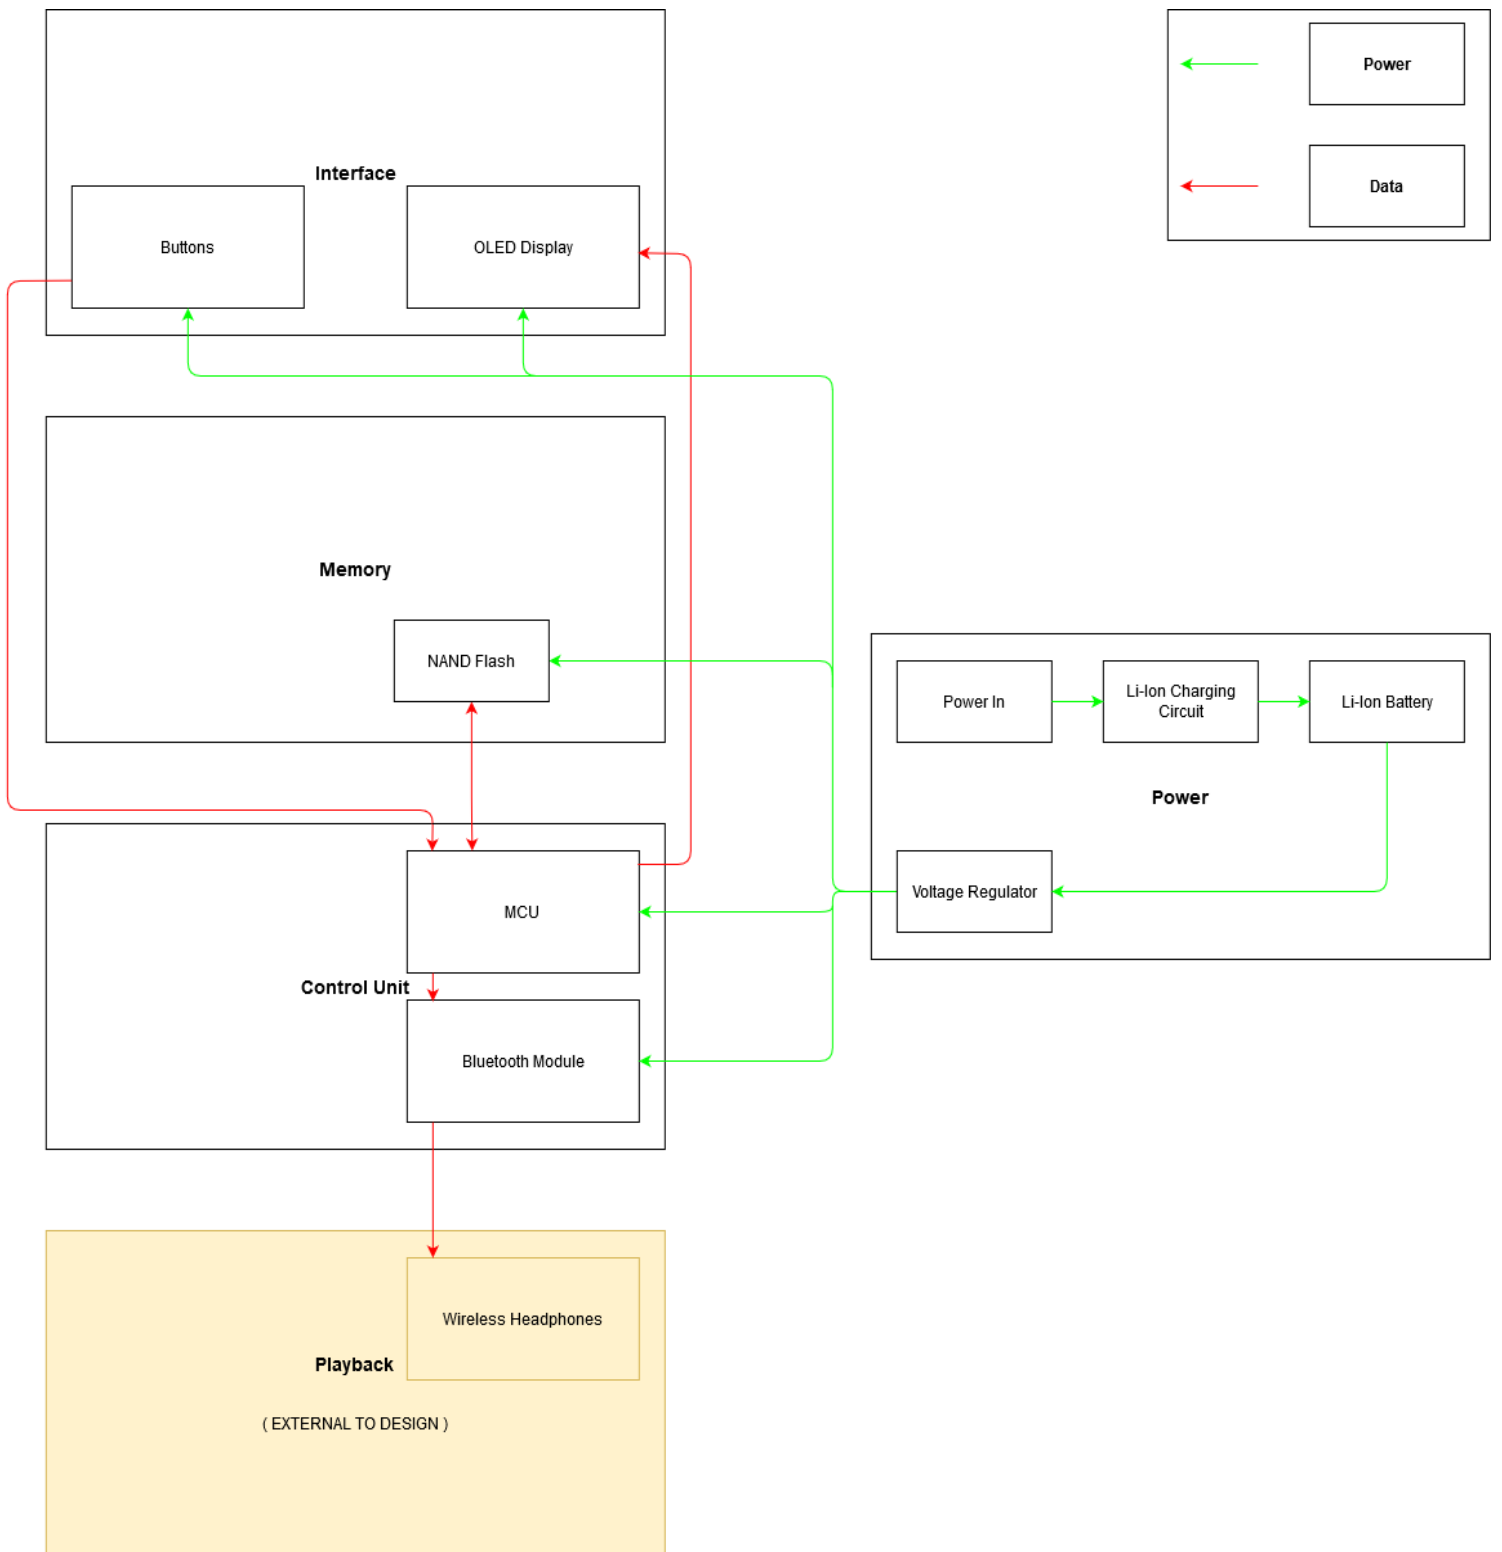 Power
Data
Interface
Buttons
OLED Display
Memory
NAND Flash
Power In
Li-Ion Charging
Circuit
Li-Ion Battery
Power
Voltage Regulator
MCU
Control Unit
Bluetooth Module
Wireless Headphones
Playback
( EXTERNAL TO DESIGN )